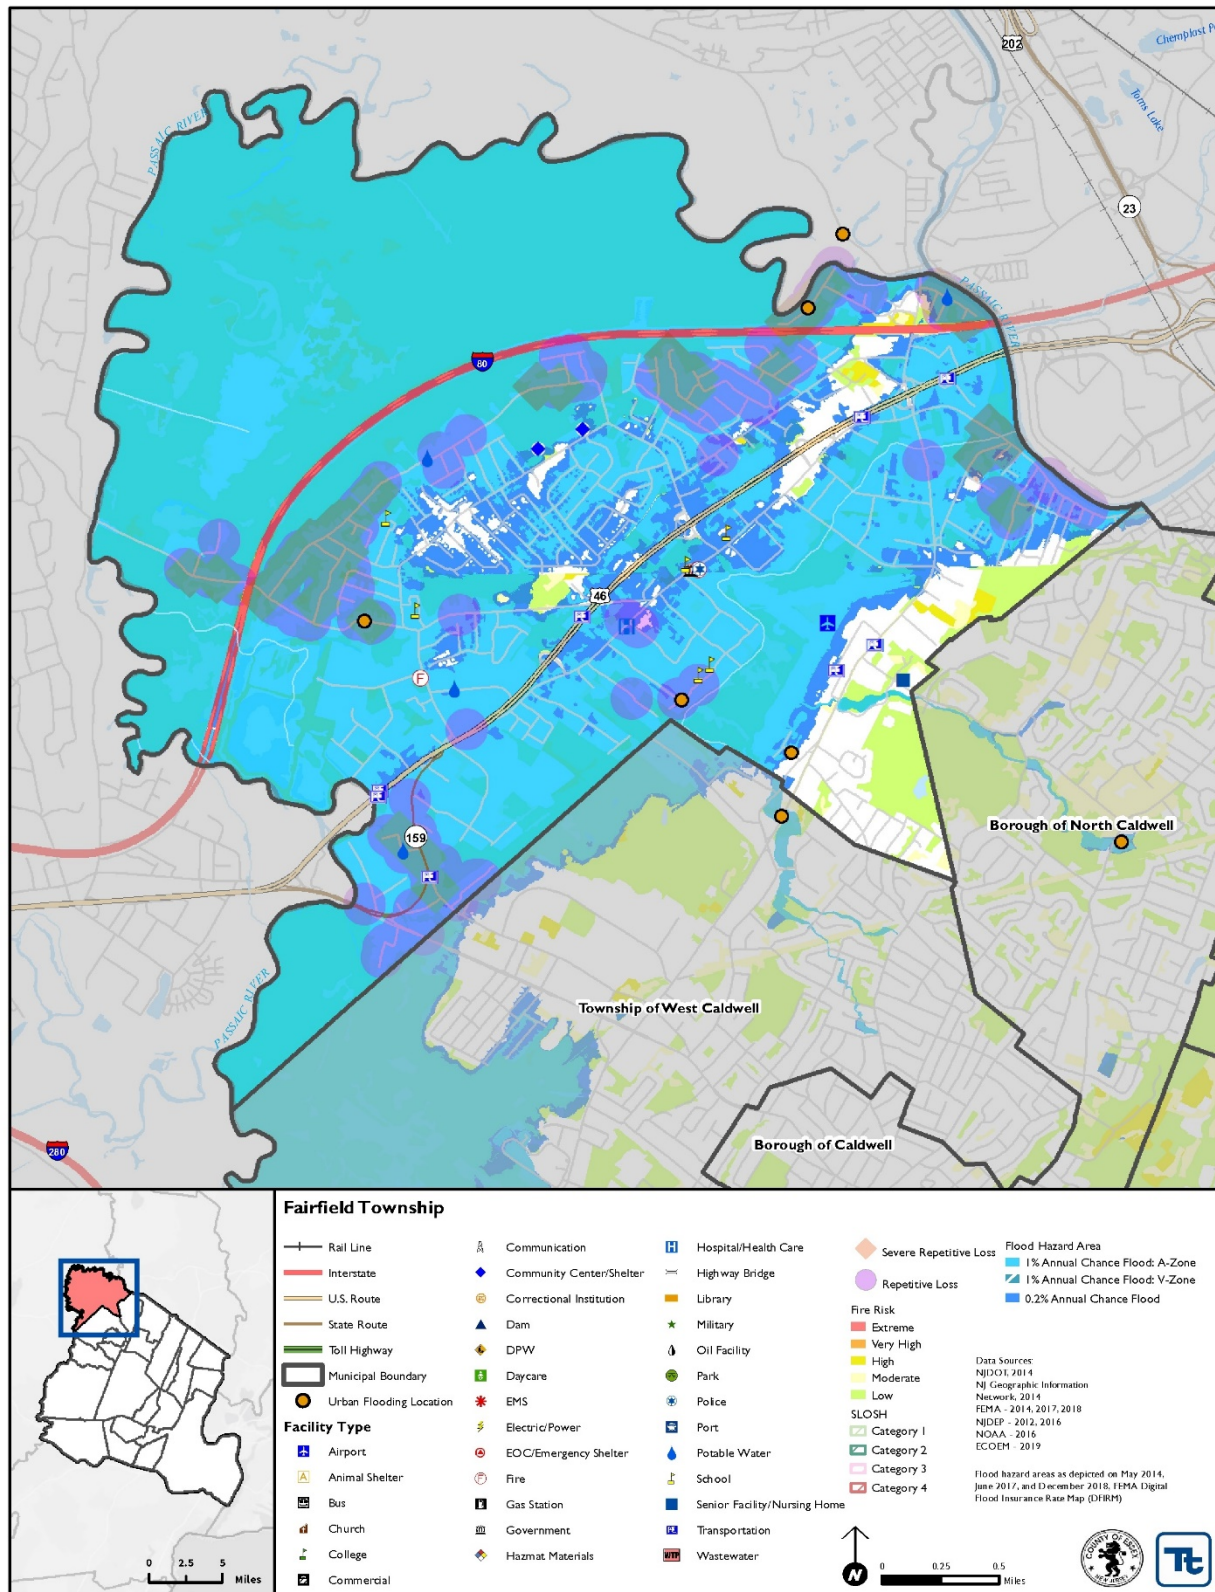 202
Chemplast P
Toms Lake
PASSAIC RIVER
23
PASSAIC RIVER
80
46
F
H
159
Borough of North Caldwell
PASSAIC RIVER
Township of West Caldwell
Borough of Caldwell
280
Fairfield Township
Rail Line
Interstate
U.S. Route
State Route
Toll Highway
Municipal Boundary
Urban Flooding Location
Facility Type
Airport
A Animal Shelter
Bus
Church
College
Commercial
Communication
Community Center/Shelter
Correctional Institution
Dam
DPW
Daycare
EMS
Electric/Power
EOC/Emergency Shelter
F Fire
Gas Station
Government
Hazmat Materials
H Hospital/Health Care
Highway Bridge
Library
Military
Oil Facility
Park
Police
Port
Potable Water
School
Senior Facility/Nursing Home
Transportation
WTP Wastewater
Severe Repetitive Loss
Repetitive Loss
Fire Risk
Extreme
Very High
High
Moderate
Low
SLOSH
Category 1
Category 2
Category 3
Category 4
Flood Hazard Area
1% Annual Chance Flood: A-Zone
1% Annual Chance Flood: V-Zone
0.2% Annual Chance Flood
Data Sources:
NJDOT, 2014
NJ Geographic Information
Network, 2014
FEMA - 2014, 2017, 2018
NJDEP - 2012, 2016
NOAA - 2016
ECOEM - 2019
Flood hazard areas as depicted on May 2014,
June 2017, and December 2018, FEMA Digital
Flood Insurance Rate Map (DFIRM)
0 2.5 5
Miles
N
0 0.25 0.5
Miles
COUNTY OF ESSEX
NEW JERSEY
Tt